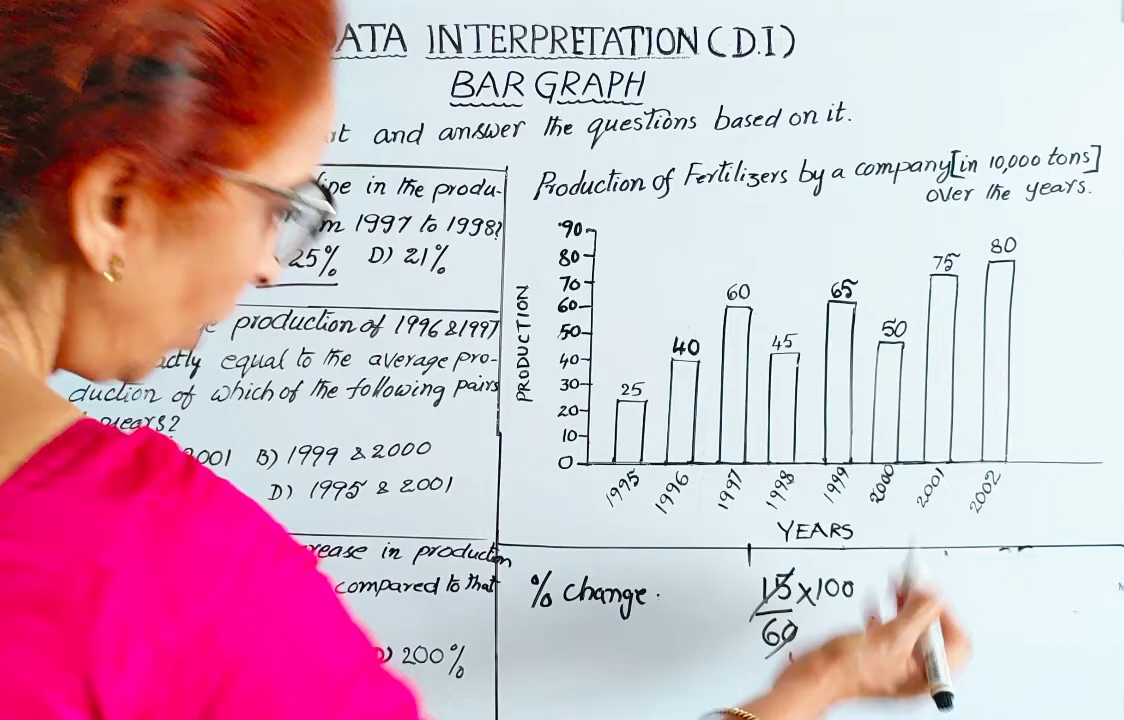 ATA INTERPRETATION (D.I)
BAR GRAPH
and answer the questions based on it.
in the produ-
1997 to 1998?
25% D) 21%
production of 1996 & 1997
equal to the average pro-
duction of which of the following pairs
years?
2001 B) 1999 & 2000
D) 1995 & 2001
in production
compared to that
200%
Production of Fertilizers by a company [in 10,000 tons]
over the years.
PRODUCTION
90
80
70
60
50
40
30
20
10
0
25
40
60
45
65
50
75
80
1995
1996
1997
1998
1999
2000
2001
2002
YEARS
% change.
15 x 100
60